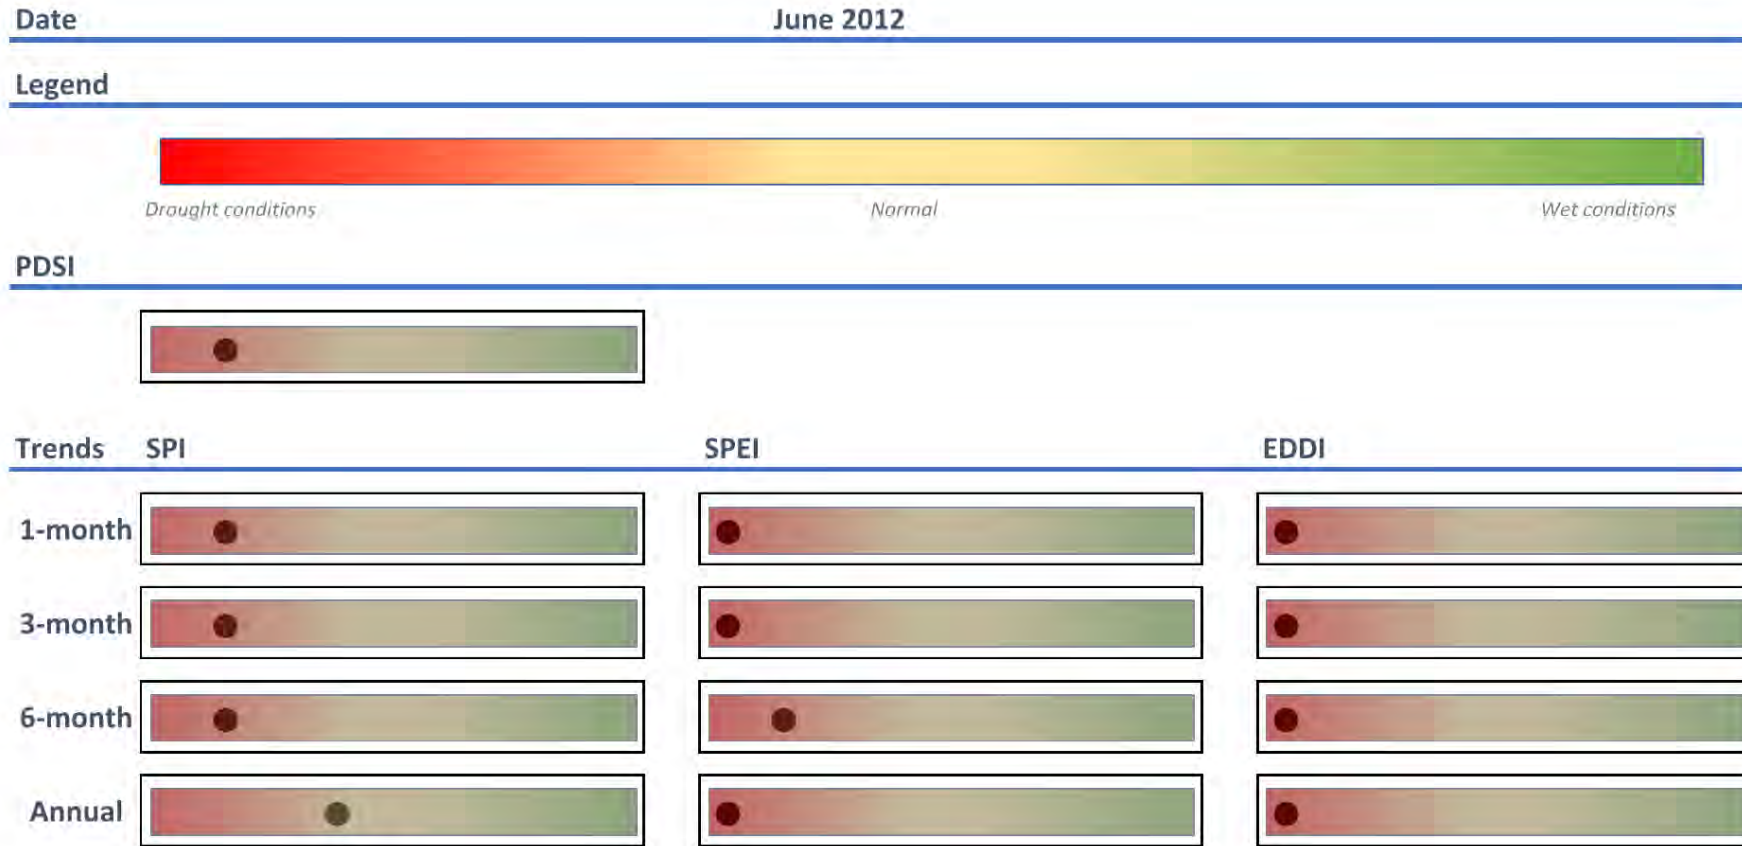 Date June 2012
Legend
Drought conditions Normal Wet conditions
PDSI
Trends SPI SPEI EDDI
1-month
3-month
6-month
Annual